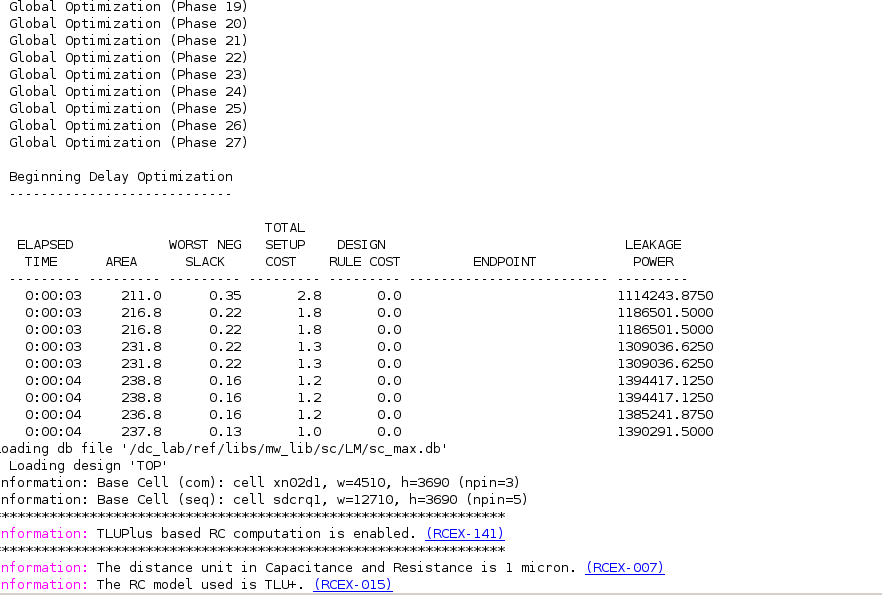 Global Optimization (Phase 19)
Global Optimization (Phase 20)
Global Optimization (Phase 21)
Global Optimization (Phase 22)
Global Optimization (Phase 23)
Global Optimization (Phase 24)
Global Optimization (Phase 25)
Global Optimization (Phase 26)
Global Optimization (Phase 27)
Beginning Delay Optimization
----------------------------
TOTAL
ELAPSED WORST NEG SETUP DESIGN LEAKAGE
TIME AREA SLACK COST RULE COST ENDPOINT POWER
--------- --------- --------- --------- --------- ------------------------- ---------
0:00:03 211.0 0.35 2.8 0.0 1114243.8750
0:00:03 216.8 0.22 1.8 0.0 1186501.5000
0:00:03 216.8 0.22 1.8 0.0 1186501.5000
0:00:03 231.8 0.22 1.3 0.0 1309036.6250
0:00:03 231.8 0.22 1.3 0.0 1309036.6250
0:00:04 238.8 0.16 1.2 0.0 1394417.1250
0:00:04 238.8 0.16 1.2 0.0 1394417.1250
0:00:04 236.8 0.16 1.2 0.0 1385241.8750
0:00:04 237.8 0.13 1.0 0.0 1390291.5000
oading db file '/dc_lab/ref/libs/mw_lib/sc/LM/sc_max.db'
Loading design 'TOP'
nformation: Base Cell (com): cell xn02d1, w=4510, h=3690 (npin=3)
nformation: Base Cell (seq): cell sdcrq1, w=12710, h=3690 (npin=5)
****************************************************************
nformation: TLUPlus based RC computation is enabled. (RCEX-141)
****************************************************************
nformation: The distance unit in Capacitance and Resistance is 1 micron. (RCEX-007)
nformation: The RC model used is TLU+. (RCEX-015)